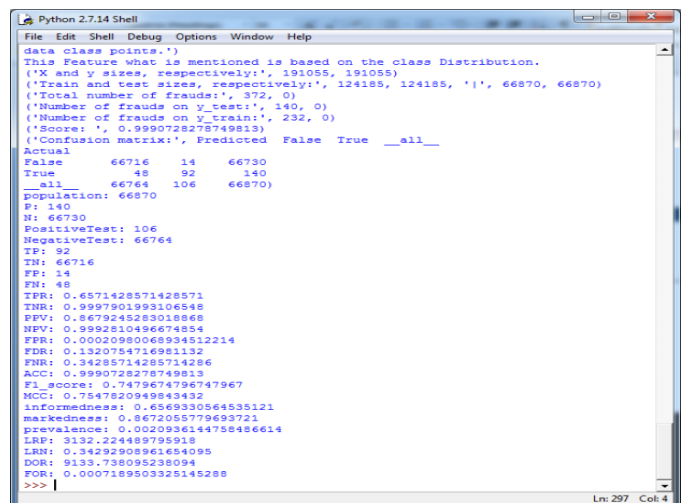 Python 2.7.14 Shell
File Edit Shell Debug Options Window Help
data class points.')
This Feature what is mentioned is based on the class Distribution.
('X and y sizes, respectively:', 191055, 191055)
('Train and test sizes, respectively:', 124185, 124185, '|', 66870, 66870)
('Total number of frauds:', 372, 0)
('Number of frauds on y_test:', 140, 0)
('Number of frauds on y_train:', 232, 0)
('Score: ', 0.9990728278749813)
('Confusion matrix:', Predicted False True __all__
Actual
False 66716 14 66730
True 48 92 140
__all__ 66764 106 66870)
population: 66870
P: 140
N: 66730
PositiveTest: 106
NegativeTest: 66764
TP: 92
TN: 66716
FP: 14
FN: 48
TPR: 0.6571428571428571
TNR: 0.9997901993106548
PPV: 0.8679245283018868
NPV: 0.9992810496674854
FPR: 0.00020980068934512214
FDR: 0.1320754716981132
FNR: 0.34285714285714286
ACC: 0.9990728278749813
F1_score: 0.7479674796747967
MCC: 0.7547820949843432
informedness: 0.6569330564535121
markedness: 0.8672055779693721
prevalence: 0.0020936144758486614
LRP: 3132.224489795918
LRN: 0.34292908961654095
DOR: 9133.738095238094
FOR: 0.0007189503325145288
>>>
Ln: 297 Col: 4